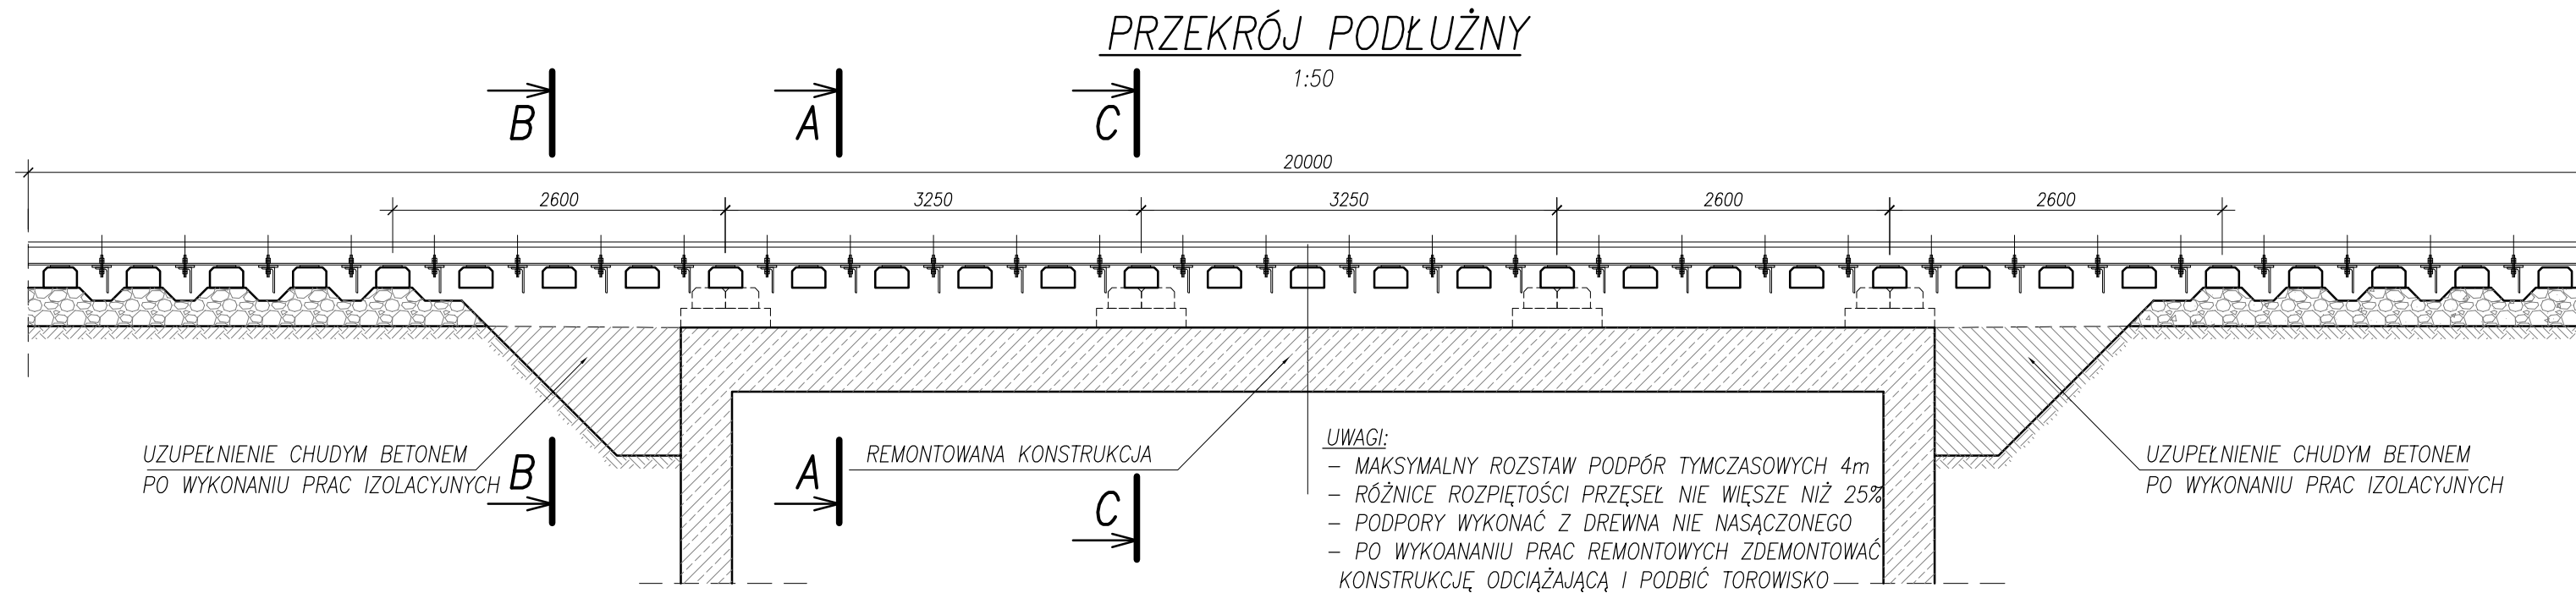 PRZEKRÓJ PODŁUŻNY
1:50
B
A
C
20000
2600
3250
3250
2600
2600
UZUPEŁNIENIE CHUDYM BETONEM
PO WYKONANIU PRAC IZOLACYJNYCH
B
A
REMONTOWANA KONSTRUKCJA
C
UWAGI:
- MAKSYMALNY ROZSTAW PODPÓR TYMCZASOWYCH 4m
- RÓŻNICE ROZPIĘTOŚCI PRZĘSEŁ NIE WIĘSZE NIŻ 25%
- PODPORY WYKONAĆ Z DREWNA NIE NASĄCZONEGO
- PO WYKOANANIU PRAC REMONTOWYCH ZDEMONTOWAĆ
KONSTRUKCJĘ ODCIĄŻAJĄCĄ I PODBIĆ TOROWISKO
UZUPEŁNIENIE CHUDYM BETONEM
PO WYKONANIU PRAC IZOLACYJNYCH